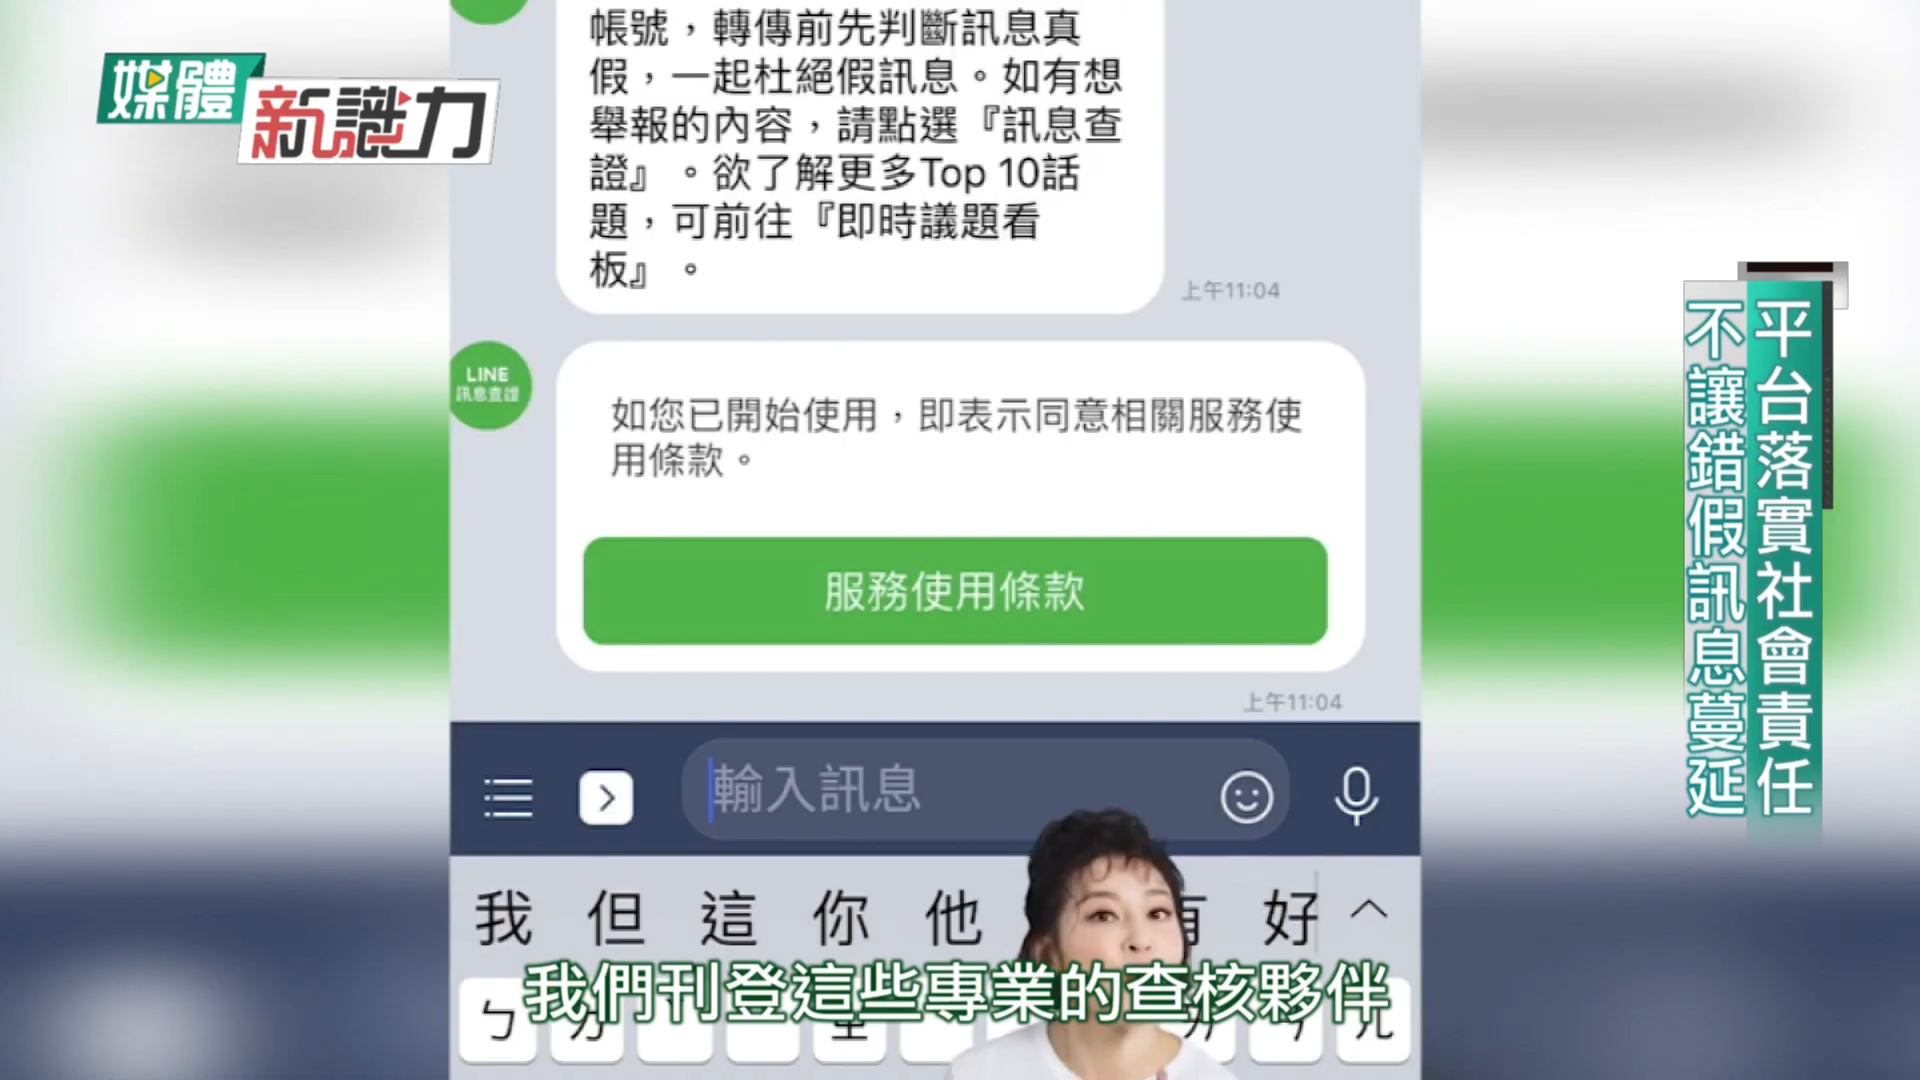 媒體
新識力
帳號，轉傳前先判斷訊息真
假，一起杜絕假訊息。如有想
舉報的內容，請點選『訊息查
證』。欲了解更多Top 10話
題，可前往『即時議題看
板』。
上午11:04
LINE
訊息查證
如您已開始使用，即表示同意相關服務使
用條款。
服務使用條款
上午11:04
平台落實社會責任
不讓錯假訊息蔓延
輸入訊息
我 但 這 你 他 有 好
我們刊登這些專業的查核夥伴
ㄅ ㄉ ㄞ ㄢ ㄦ